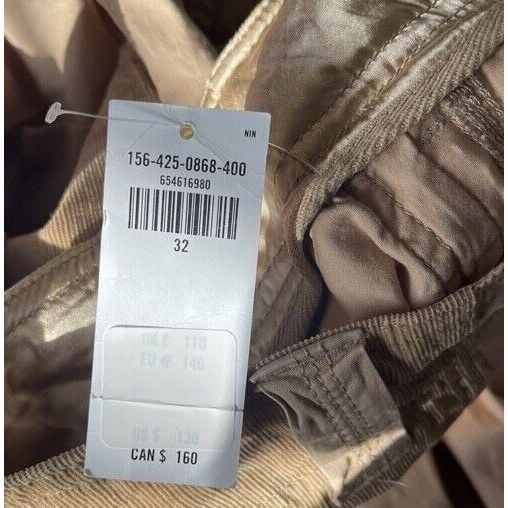 NIN
156-425-0868-400
654616980
32
UK £ 110
EU € 140
US $ 130
CAN $ 160